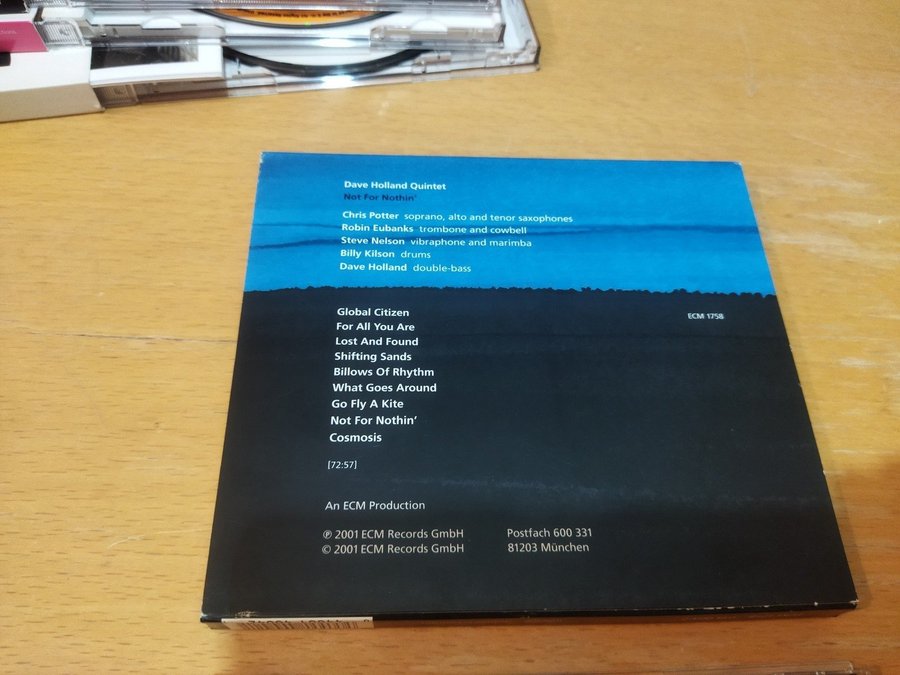 Dave Holland Quintet
Not For Nothin'
Chris Potter soprano, alto and tenor saxophones
Robin Eubanks trombone and cowbell
Steve Nelson vibraphone and marimba
Billy Kilson drums
Dave Holland double-bass
Global Citizen
For All You Are
Lost And Found
Shifting Sands
Billows Of Rhythm
What Goes Around
Go Fly A Kite
Not For Nothin'
Cosmosis
ECM 1758
[72:57]
An ECM Production
℗ 2001 ECM Records GmbH
© 2001 ECM Records GmbH
Postfach 600 331
81203 München